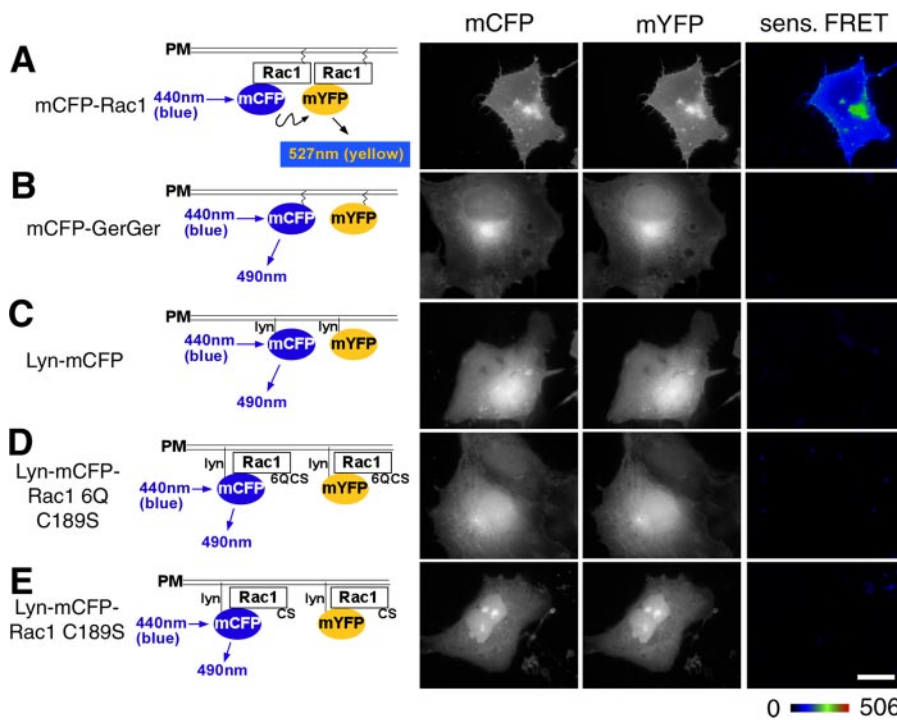 mCFP mYFP sens. FRET
A
PM
Rac1 Rac1
mCFP-Rac1
440nm
(blue)
mCFP mYFP
527nm (yellow)
B
PM
mCFP-GerGer
440nm
(blue)
mCFP mYFP
490nm
C
PM
lyn lyn
Lyn-mCFP
440nm
(blue)
mCFP mYFP
490nm
D
PM
Lyn-mCFP-
Rac1 6Q
C189S
lyn Rac1 lyn Rac1
6QCS 6QCS
440nm
(blue)
mCFP mYFP
490nm
E
PM
Lyn-mCFP-
Rac1 C189S
lyn Rac1 lyn Rac1
CS CS
440nm
(blue)
mCFP mYFP
490nm
0 506